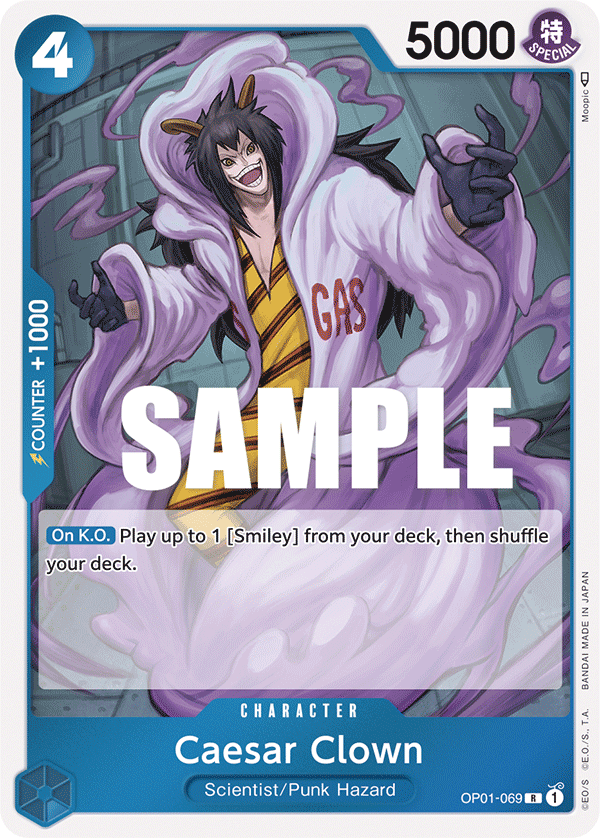 4
5000
特
SPECIAL
Moopic
COUNTER +1000
GAS
SAMPLE
On K.O. Play up to 1 [Smiley] from your deck, then shuffle
your deck.
CHARACTER
Caesar Clown
Scientist/Punk Hazard
OP01-069 R 1
©EO/S ©E.O./S., T.A. BANDAI MADE IN JAPAN